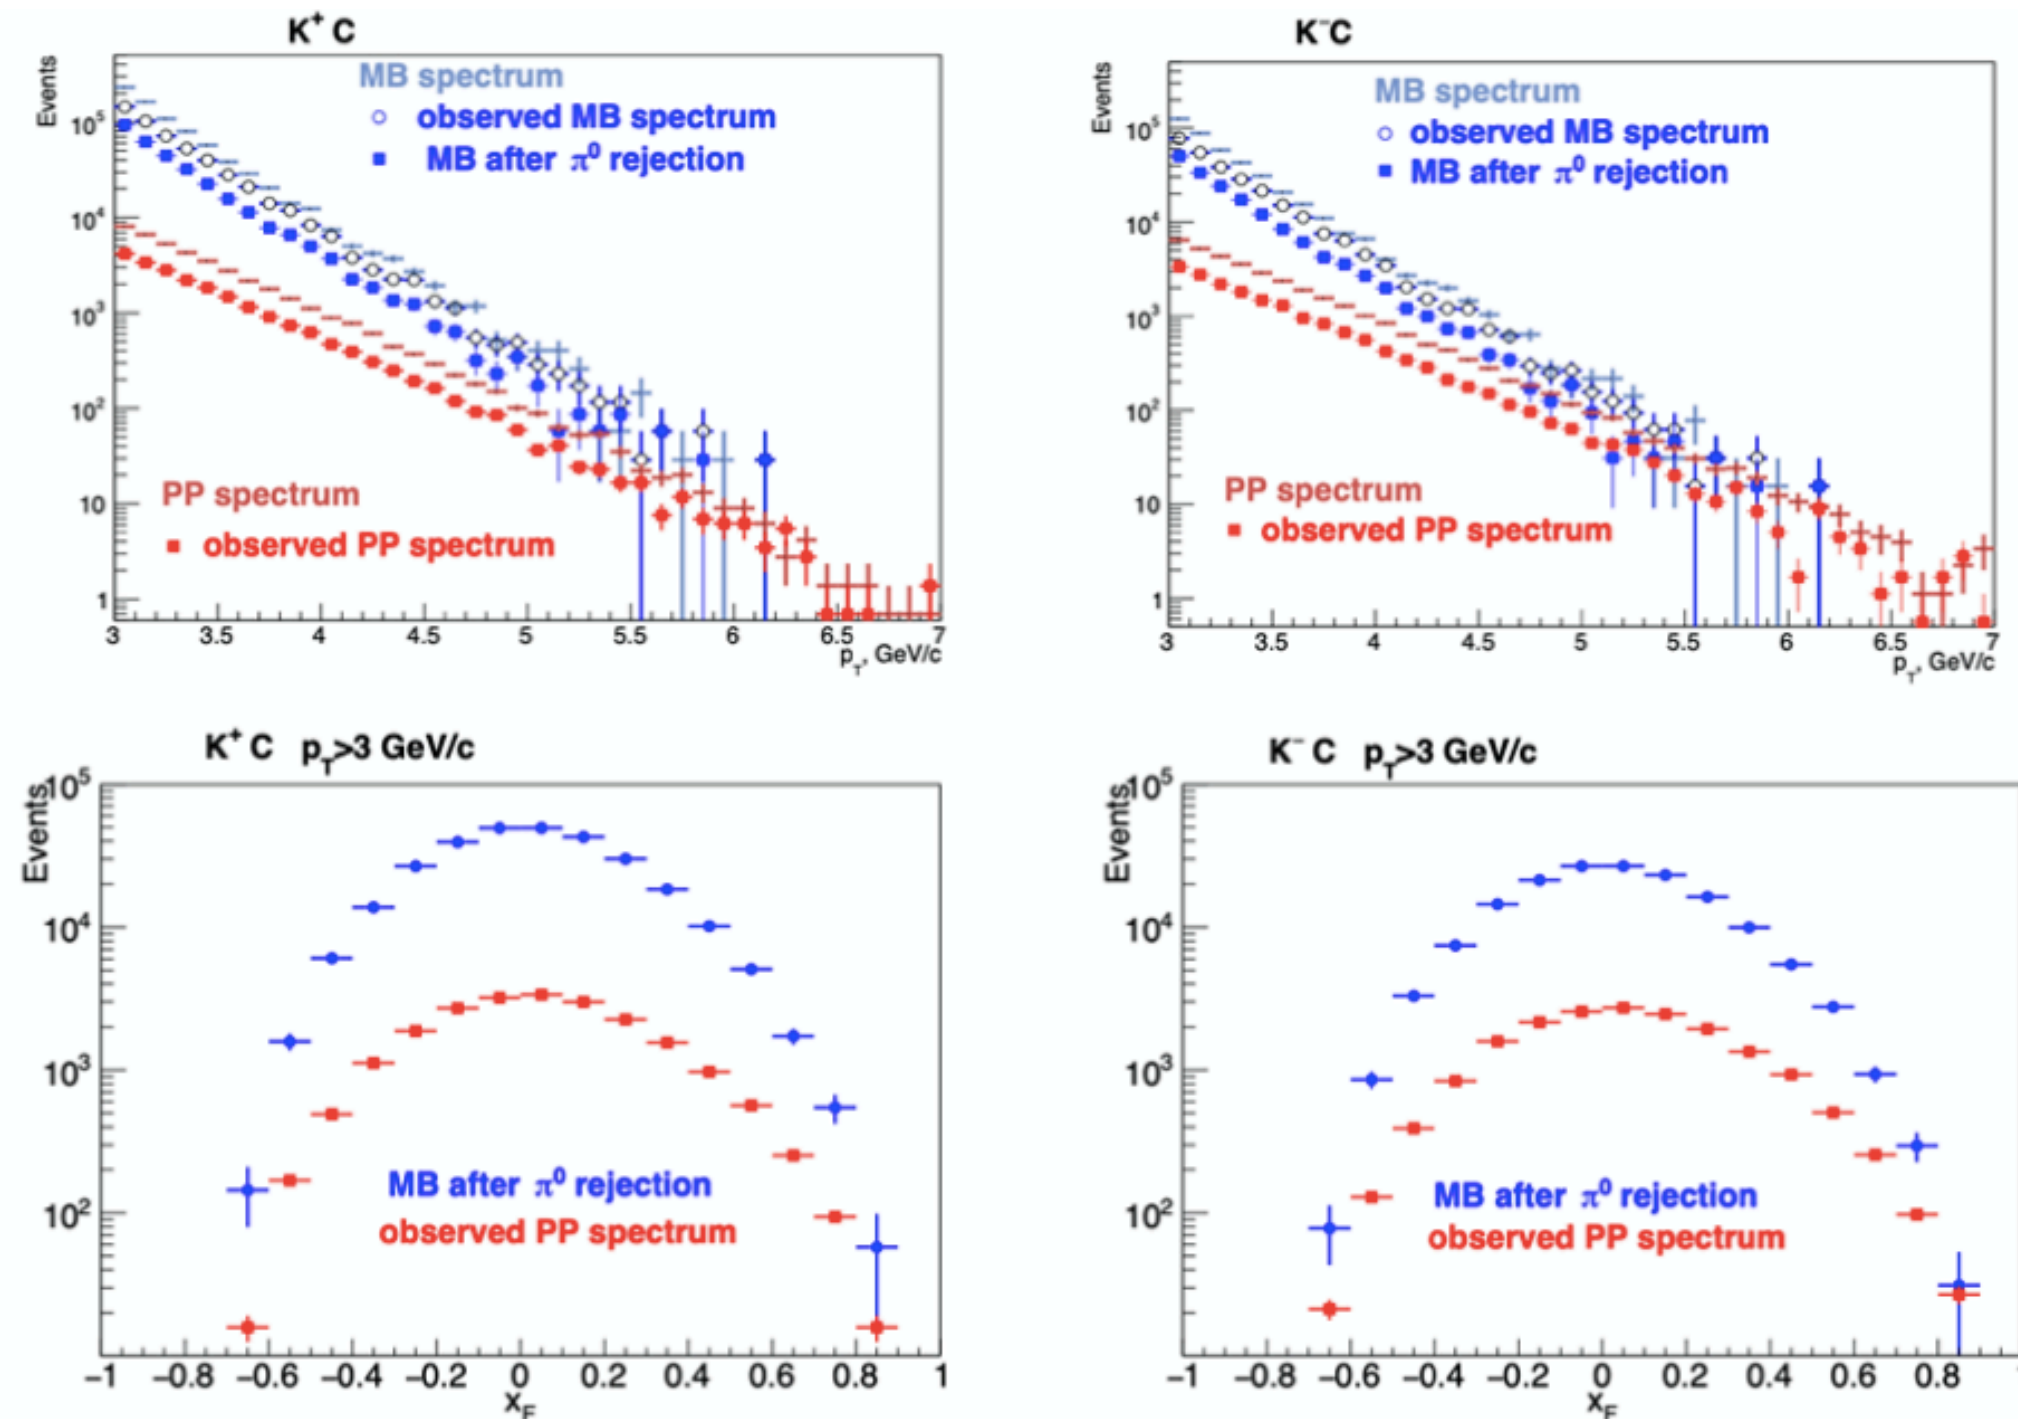 K⁺ C
Events
MB spectrum
observed MB spectrum
MB after π⁰ rejection
PP spectrum
observed PP spectrum
10⁵
10⁴
10³
10²
10
1
3 3.5 4 4.5 5 5.5 6 6.5 7
p_T, GeV/c
K⁻C
Events
MB spectrum
observed MB spectrum
MB after π⁰ rejection
PP spectrum
observed PP spectrum
10⁵
10⁴
10³
10²
10
1
3 3.5 4 4.5 5 5.5 6 6.5 7
p_T, GeV/c
K⁺ C p_T>3 GeV/c
Events
10⁵
10⁴
10³
10²
MB after π⁰ rejection
observed PP spectrum
−1 −0.8 −0.6 −0.4 −0.2 0 0.2 0.4 0.6 0.8 1
x_F
K⁻ C p_T>3 GeV/c
Events
10⁵
10⁴
10³
10²
MB after π⁰ rejection
observed PP spectrum
−1 −0.8 −0.6 −0.4 −0.2 0 0.2 0.4 0.6 0.8
x_F